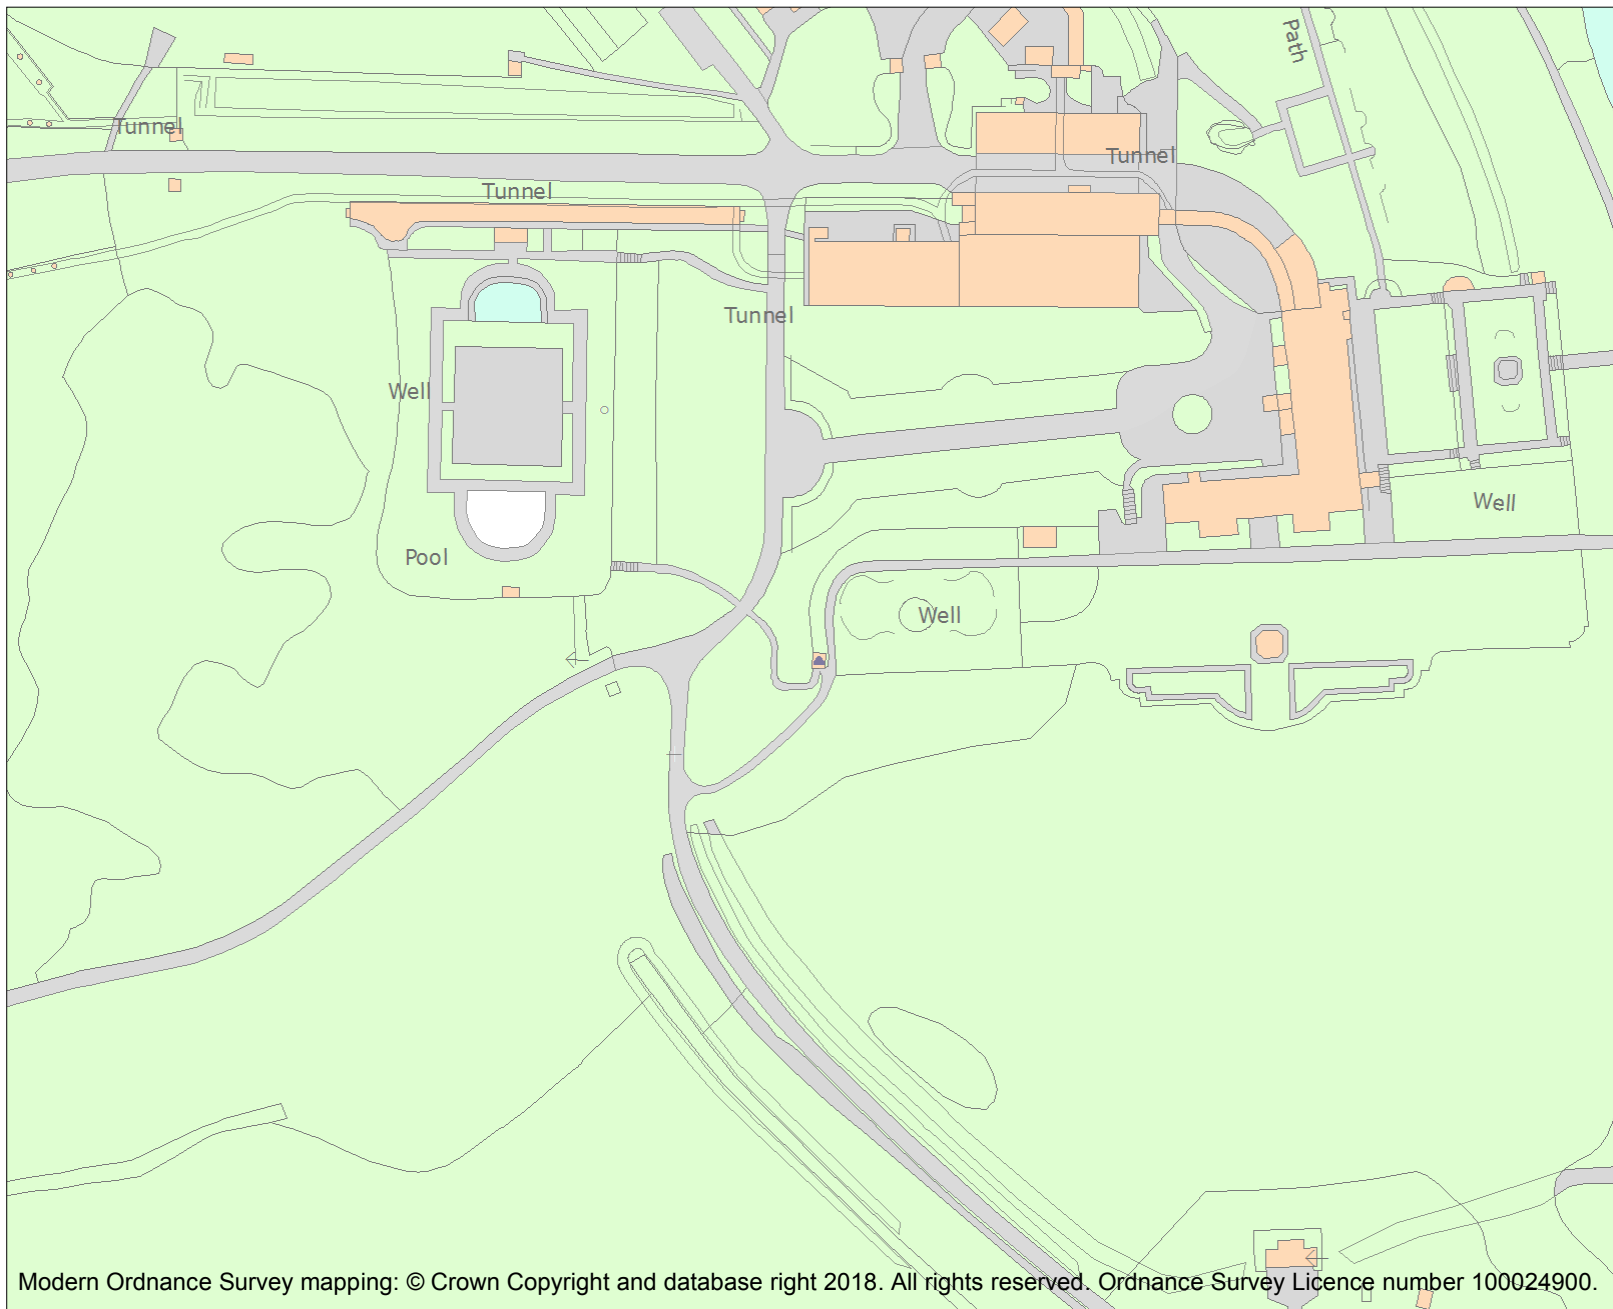 Path
Tunnel
Tunnel
Tunnel
Tunnel
Well
Well
Pool
Well
Modern Ordnance Survey mapping: © Crown Copyright and database right 2018. All rights reserved. Ordnance Survey Licence number 100024900.